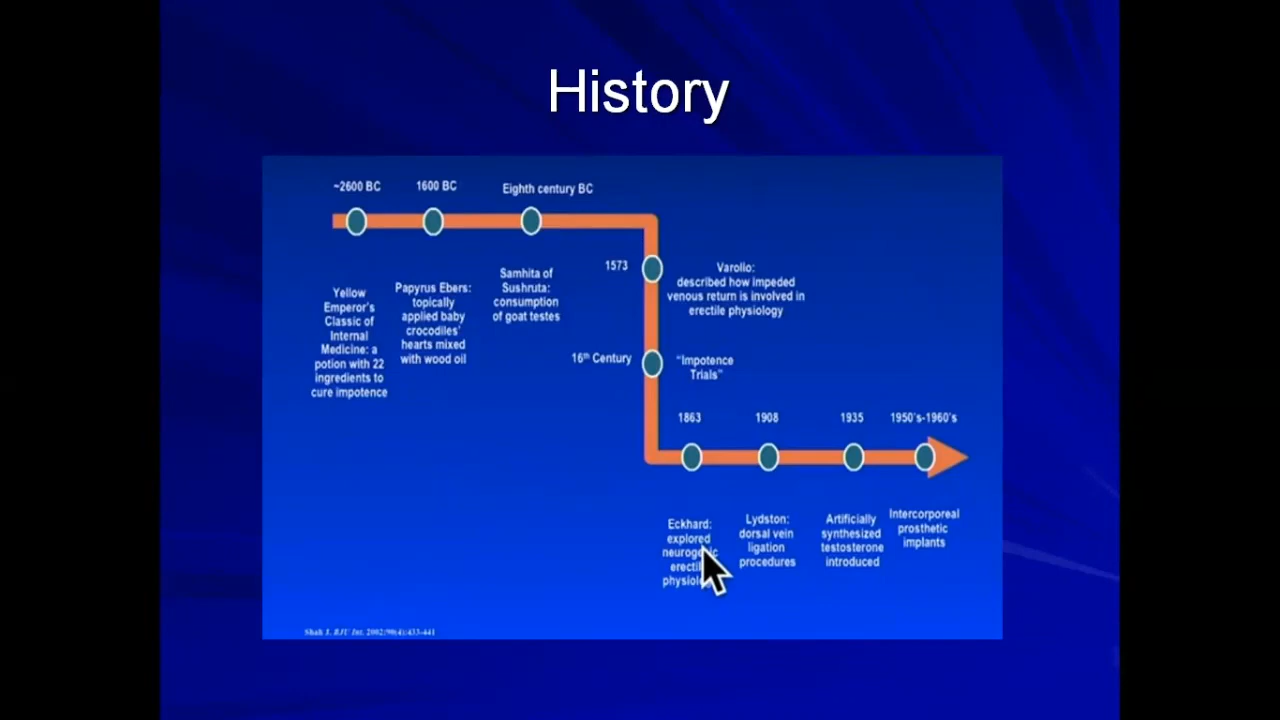 History
~2600 BC
1600 BC
Eighth century BC
Yellow
Emperor's
Classic of
Internal
Medicine: a
potion with 22
ingredients to
cure impotence
Papyrus Ebers:
topically
applied baby
crocodiles'
hearts mixed
with wood oil
Samhita of
Sushruta:
consumption
of goat testes
1573
Varollo:
described how impeded
venous return is involved in
erectile physiology
16th Century
"Impotence
Trials"
1863
1908
1935
1950's-1960's
Eckhard:
explored
neurogenic
erectile
physiology
Lydston:
dorsal vein
ligation
procedures
Artificially
synthesized
testosterone
introduced
Intercorporeal
prosthetic
implants
Shah J. BJU Int. 2002;90(4):433-441